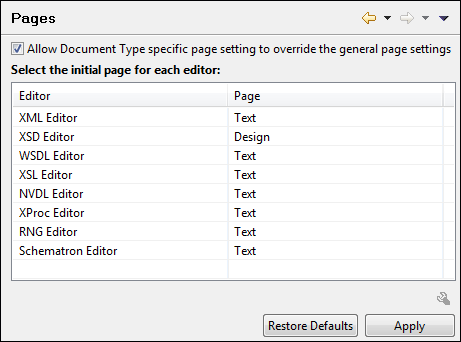 Pages
Allow Document Type specific page setting to override the general page settings
Select the initial page for each editor:
Editor Page
XML Editor Text
XSD Editor Design
WSDL Editor Text
XSL Editor Text
NVDL Editor Text
XProc Editor Text
RNG Editor Text
Schematron Editor Text
Restore Defaults Apply